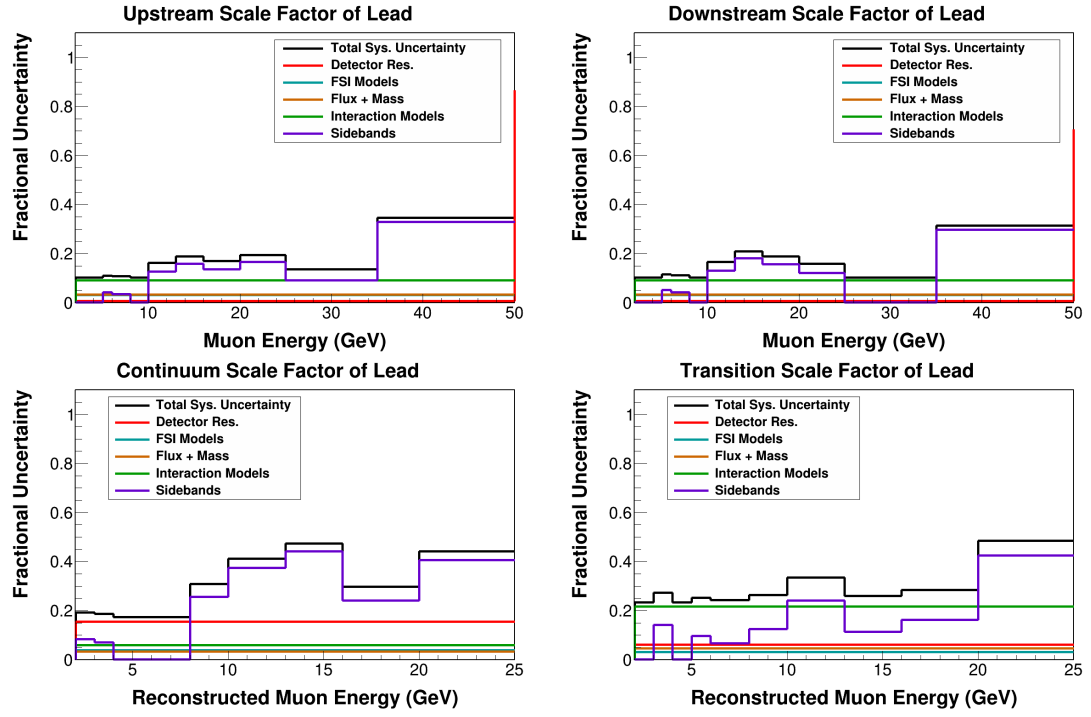 Upstream Scale Factor of Lead
Fractional Uncertainty
1
0.8
0.6
0.4
0.2
0
Total Sys. Uncertainty
Detector Res.
FSI Models
Flux + Mass
Interaction Models
Sidebands
10 20 30 40 50
Muon Energy (GeV)
Downstream Scale Factor of Lead
Fractional Uncertainty
1
0.8
0.6
0.4
0.2
0
Total Sys. Uncertainty
Detector Res.
FSI Models
Flux + Mass
Interaction Models
Sidebands
10 20 30 40 50
Muon Energy (GeV)
Continuum Scale Factor of Lead
Fractional Uncertainty
1
0.8
0.6
0.4
0.2
0
Total Sys. Uncertainty
Detector Res.
FSI Models
Flux + Mass
Interaction Models
Sidebands
5 10 15 20 25
Reconstructed Muon Energy (GeV)
Transition Scale Factor of Lead
Fractional Uncertainty
1
0.8
0.6
0.4
0.2
0
Total Sys. Uncertainty
Detector Res.
FSI Models
Flux + Mass
Interaction Models
Sidebands
5 10 15 20 25
Reconstructed Muon Energy (GeV)